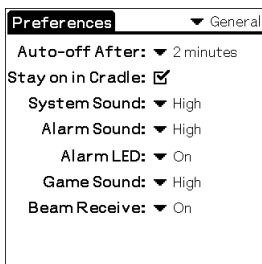 Preferences General
Auto-off After: 2 minutes
Stay on in Cradle:
System Sound: High
Alarm Sound: High
Alarm LED: On
Game Sound: High
Beam Receive: On